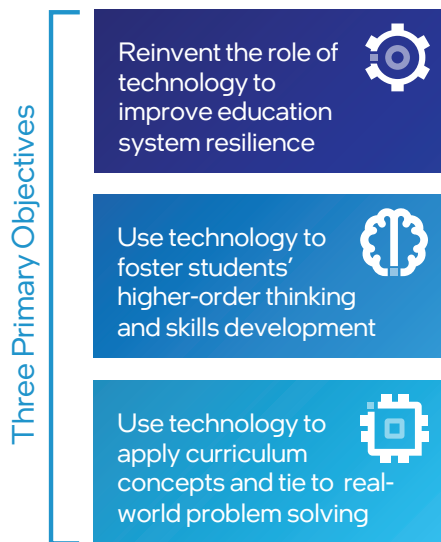 Three Primary Objectives
Reinvent the role of
technology to
improve education
system resilience
Use technology to
foster students’
higher-order thinking
and skills development
Use technology to
apply curriculum
concepts and tie to real-
world problem solving